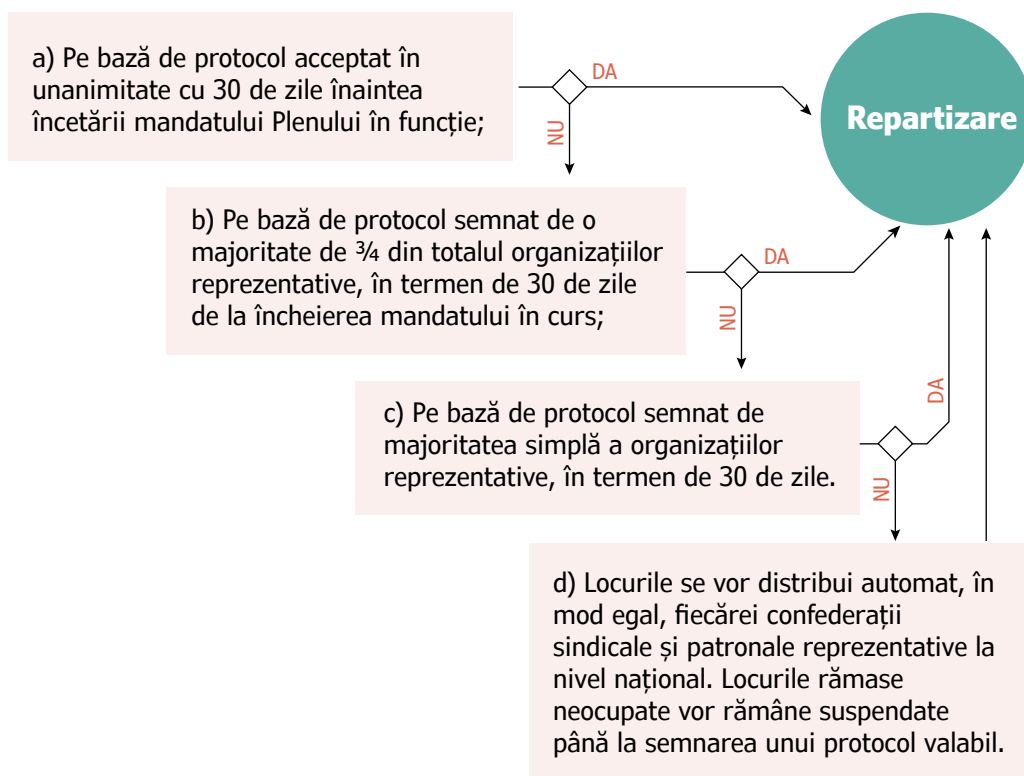 a) Pe bază de protocol acceptat în
unanimitate cu 30 de zile înaintea
încetării mandatului Plenului în funcție;
DA
NU
Repartizare
b) Pe bază de protocol semnat de o
majoritate de ¾ din totalul organizațiilor
reprezentative, în termen de 30 de zile
de la încheierea mandatului în curs;
DA
NU
c) Pe bază de protocol semnat de
majoritatea simplă a organizațiilor
reprezentative, în termen de 30 de zile.
DA
NU
d) Locurile se vor distribui automat, în
mod egal, fiecărei confederații
sindicale și patronale reprezentative la
nivel național. Locurile rămase
neocupate vor rămâne suspendate
până la semnarea unui protocol valabil.